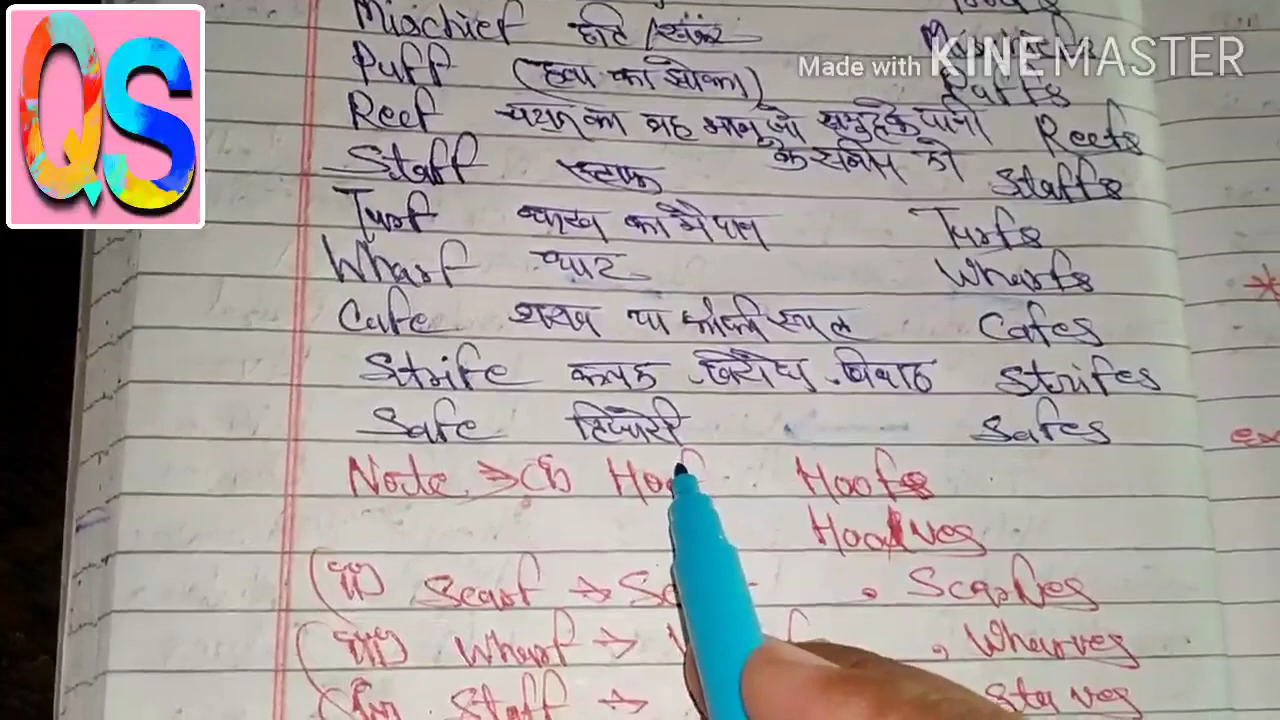 QS
Made with KINEMASTER
Mischief हानि
Puff (हवा का झोंका) Puffs
Reef चट्टान का वह भाग जो समुद्र के पानी Reefs
के समीप हो
Staff स्टाफ Staffs
Turf घास का मैदान Turfs
Wharf घाट Wharfs
Cafe शराब या कॉफी स्थल Cafes
Strife कलह विरोध विवाद Strifes
Safe तिजोरी Safes
Note ⇒ (i) Hoof Hoofs
Hooves
(ii) Scarf → , Scarves
(iii) Wharf → , Wharves
(iv) Staff → Staves